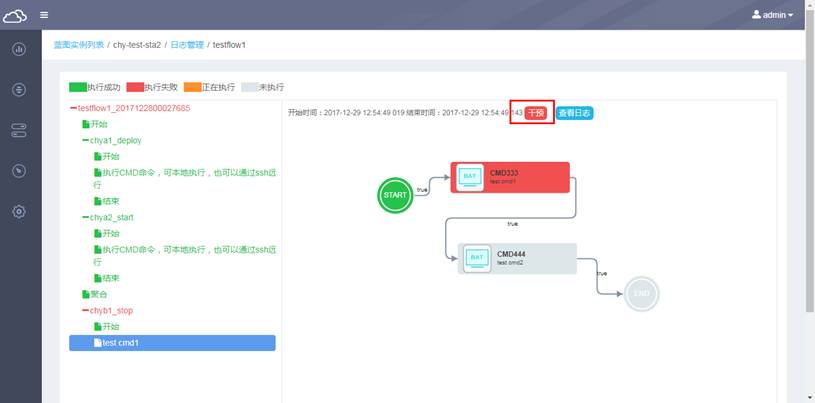 admin
蓝图实例列表 / chy-test-sta2 / 日志管理 / testflow1
执行成功 执行失败 正在执行 未执行
testflow1_2017122800027685
开始
chya1_deploy
开始
执行CMD命令，可本地执行，也可以通过ssh远
行
结束
chya2_start
开始
执行CMD命令，可本地执行，也可以通过ssh远
行
结束
聚合
chyb1_stop
开始
test cmd1
开始时间：2017-12-29 12:54:49 019 结束时间：2017-12-29 12:54:49 143 干预 查看日志
START
true
BAT
CMD333
test cmd1
true
BAT
CMD444
test cmd2
true
END